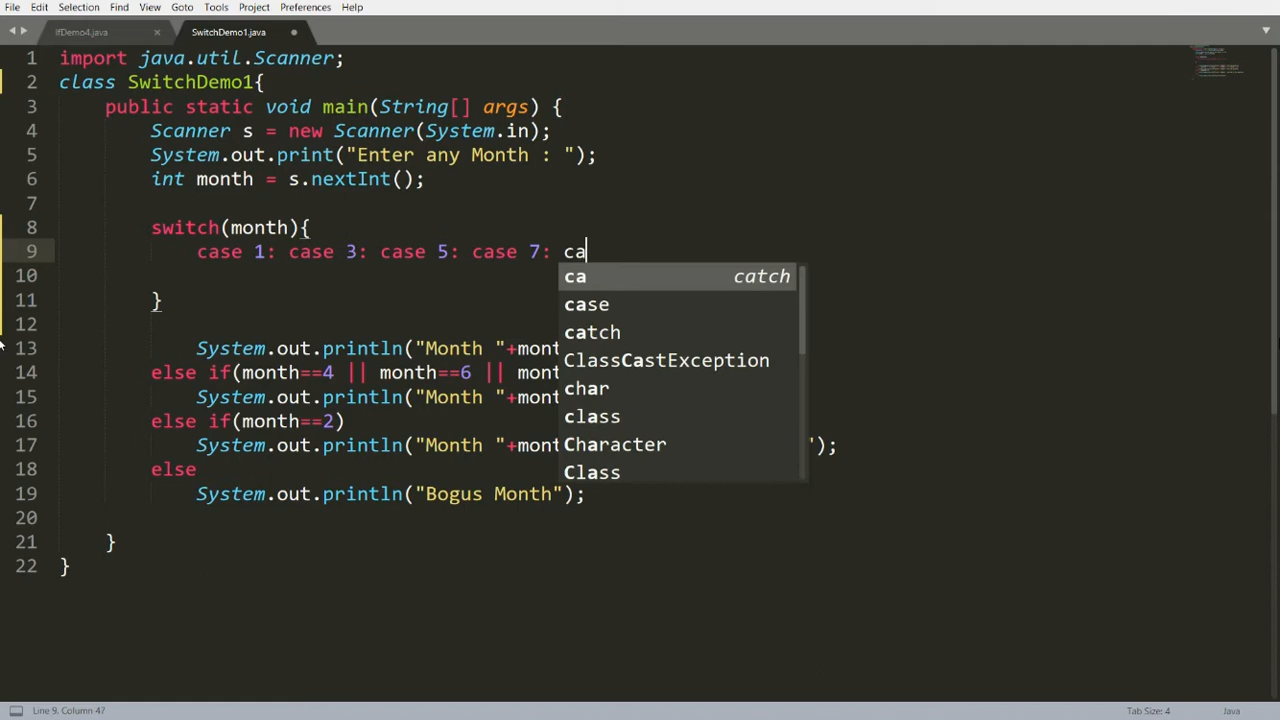 File Edit Selection Find View Goto Tools Project Preferences Help
IfDemo4.java × SwitchDemo1.java
1 import java.util.Scanner;
2 class SwitchDemo1{
3 public static void main(String[] args) {
4 Scanner s = new Scanner(System.in);
5 System.out.print("Enter any Month : ");
6 int month = s.nextInt();
7
8 switch(month){
9 case 1: case 3: case 5: case 7: ca
10
11 }
12
13 System.out.println("Month "+mont
14 else if(month==4 || month==6 || mont
15 System.out.println("Month "+mont
16 else if(month==2)
17 System.out.println("Month "+mont ");
18 else
19 System.out.println("Bogus Month");
20
21 }
22 }
ca catch
case
catch
ClassCastException
char
class
Character
Class
Line 9, Column 47 Tab Size: 4 Java